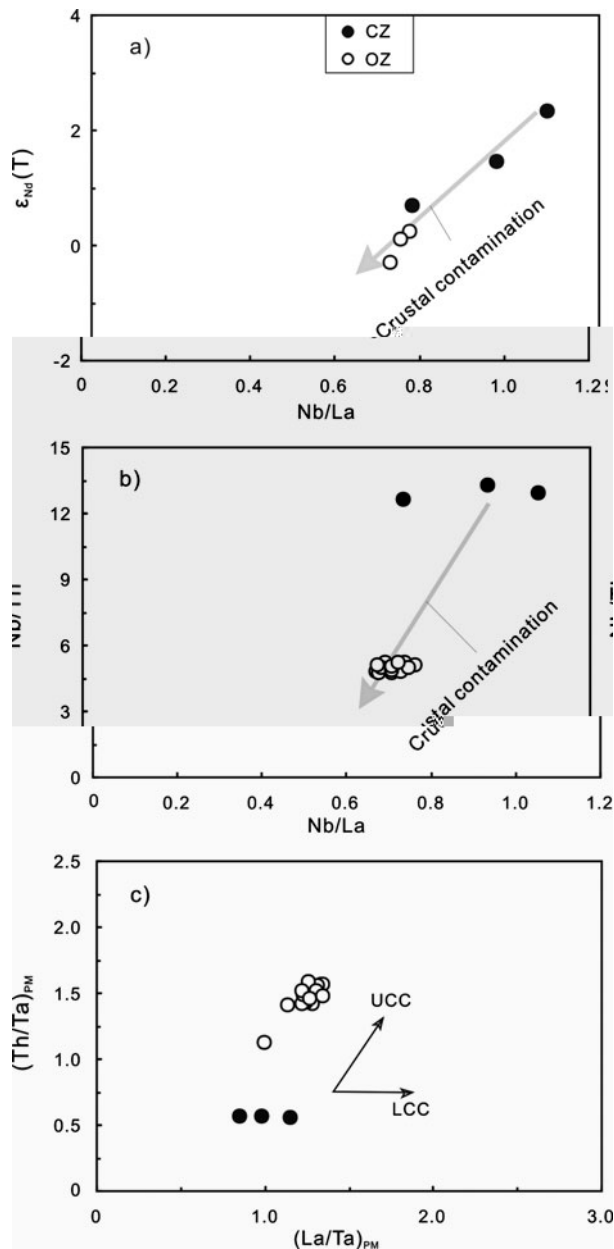 a)
CZ
OZ
4
2
0
-2
εNd(T)
Crustal contamination
0 0.2 0.4 0.6 0.8 1.0
Nb/La
b)
15
12
9
6
3
0
Crustal contamination
0 0.2 0.4 0.6 0.8 1.0 1.2
Nb/La
c)
2.5
2.0
1.5
1.0
0.5
0
(Th/Ta)PM
UCC
LCC
0 1.0 2.0 3.0
(La/Ta)PM